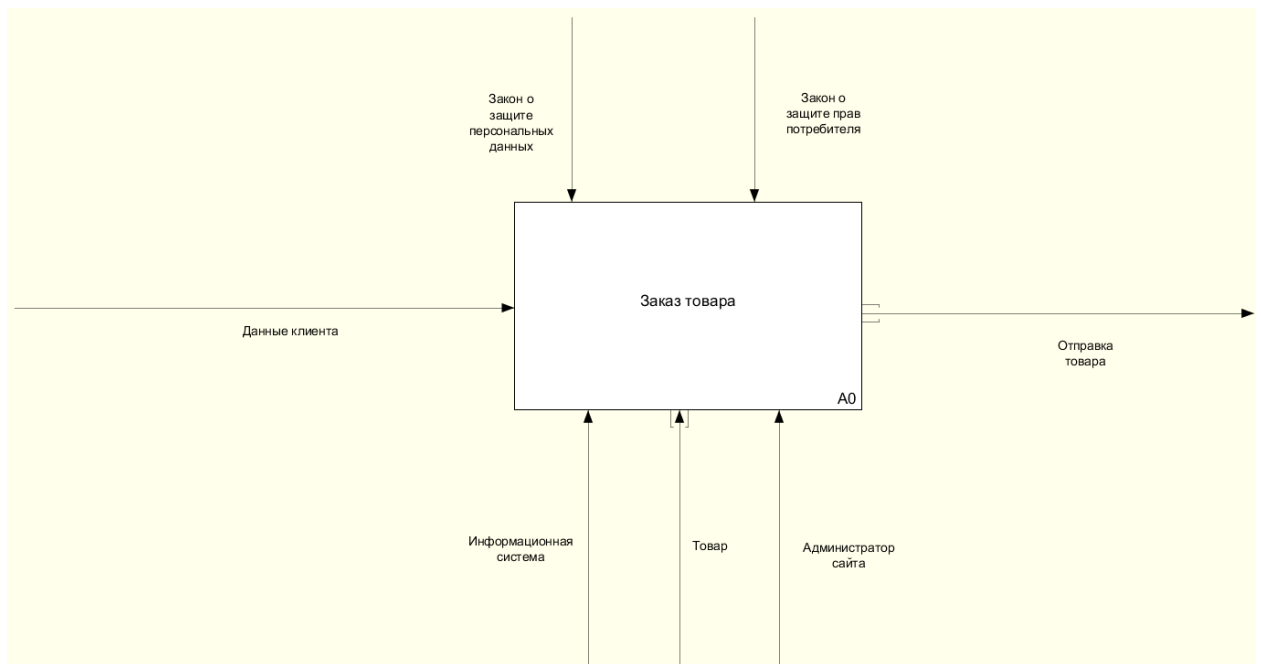 Закон о
защите
персональных
данных
Закон о
защите прав
потребителя
Заказ товара
Данные клиента
Отправка
товара
A0
Информационная
система
Товар
Администратор
сайта